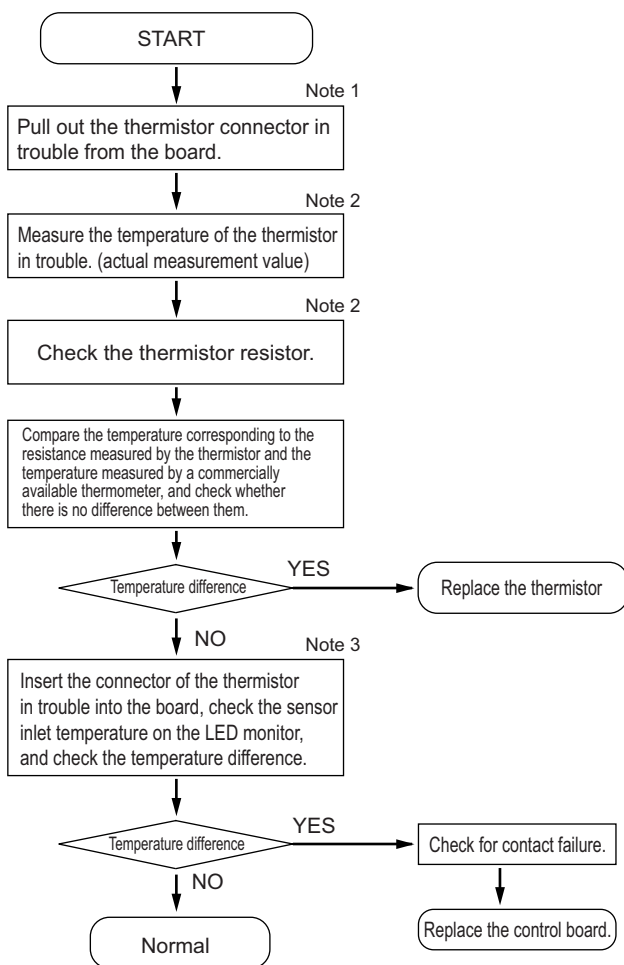 START
Note 1
Pull out the thermistor connector in
trouble from the board.
Note 2
Measure the temperature of the thermistor
in trouble. (actual measurement value)
Note 2
Check the thermistor resistor.
Compare the temperature corresponding to the
resistance measured by the thermistor and the
temperature measured by a commercially
available thermometer, and check whether
there is no difference between them.
Temperature difference
YES
Replace the thermistor
NO
Note 3
Insert the connector of the thermistor
in trouble into the board, check the sensor
inlet temperature on the LED monitor,
and check the temperature difference.
Temperature difference
YES
Check for contact failure.
NO
Replace the control board.
Normal